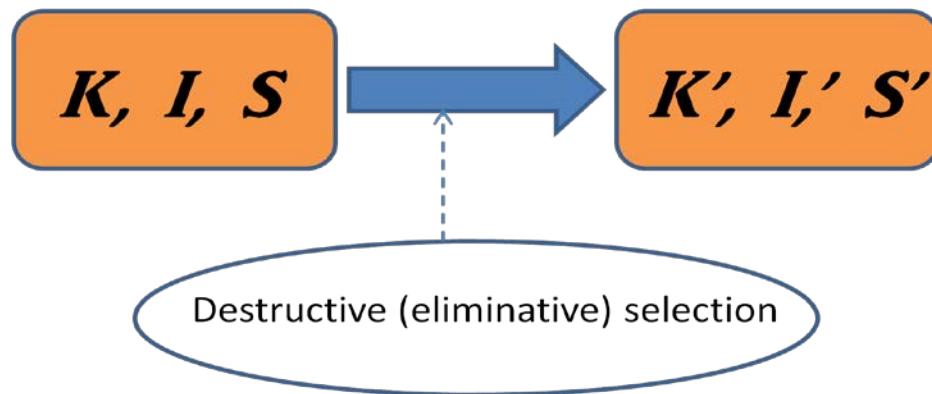 K, I, S
K′, I,′ S′
Destructive (eliminative) selection